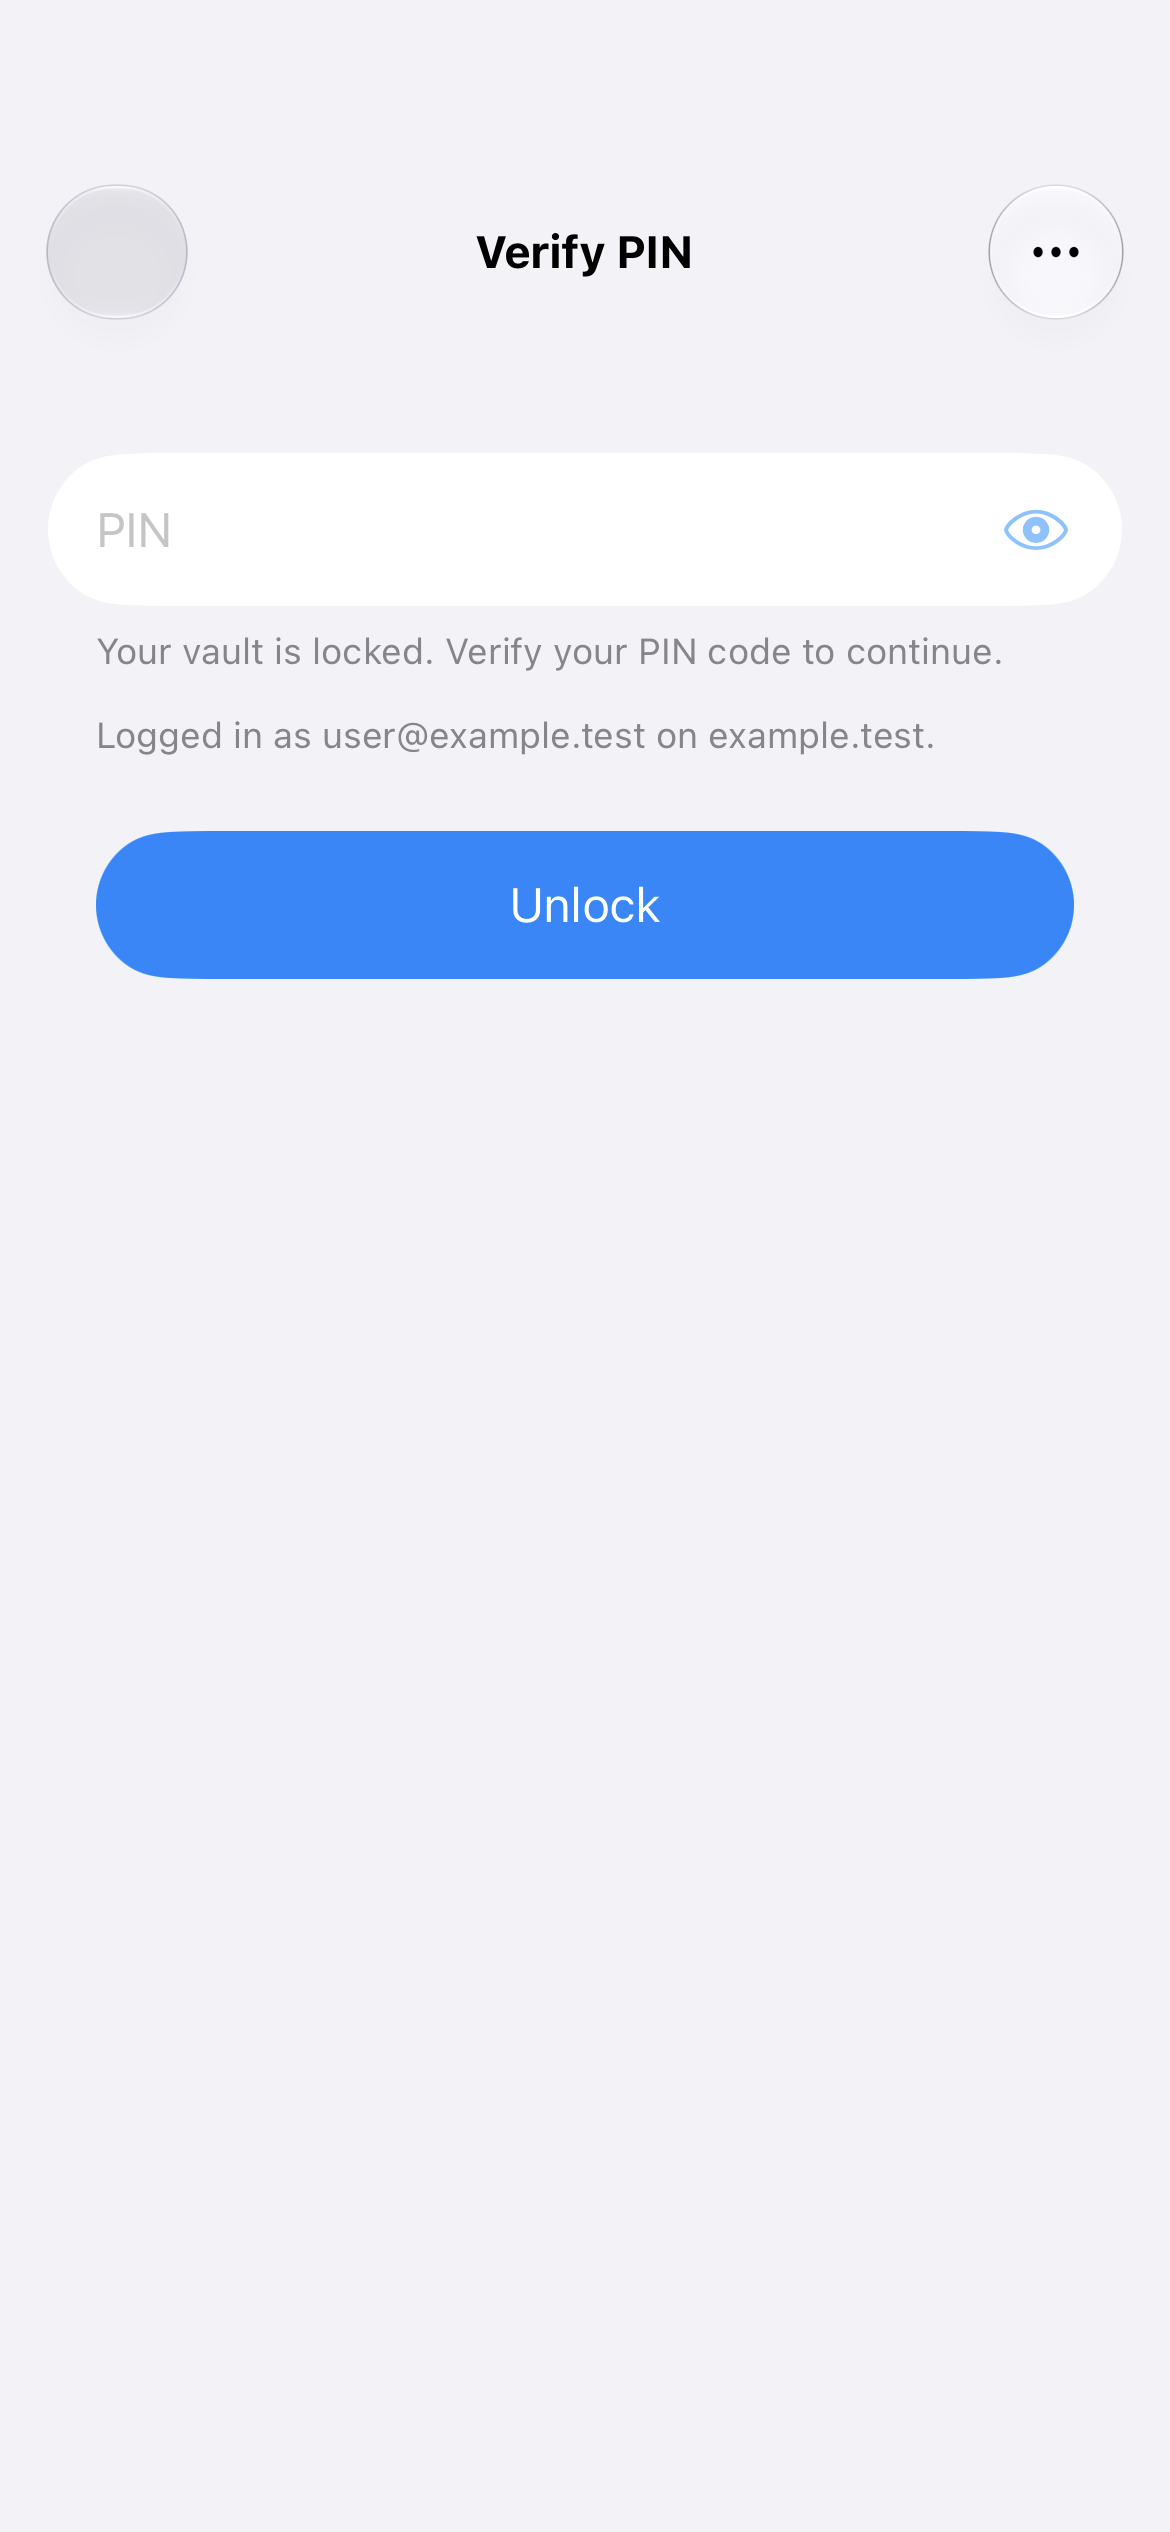 Verify PIN
PIN
Your vault is locked. Verify your PIN code to continue.
Logged in as user@example.test on example.test.
Unlock